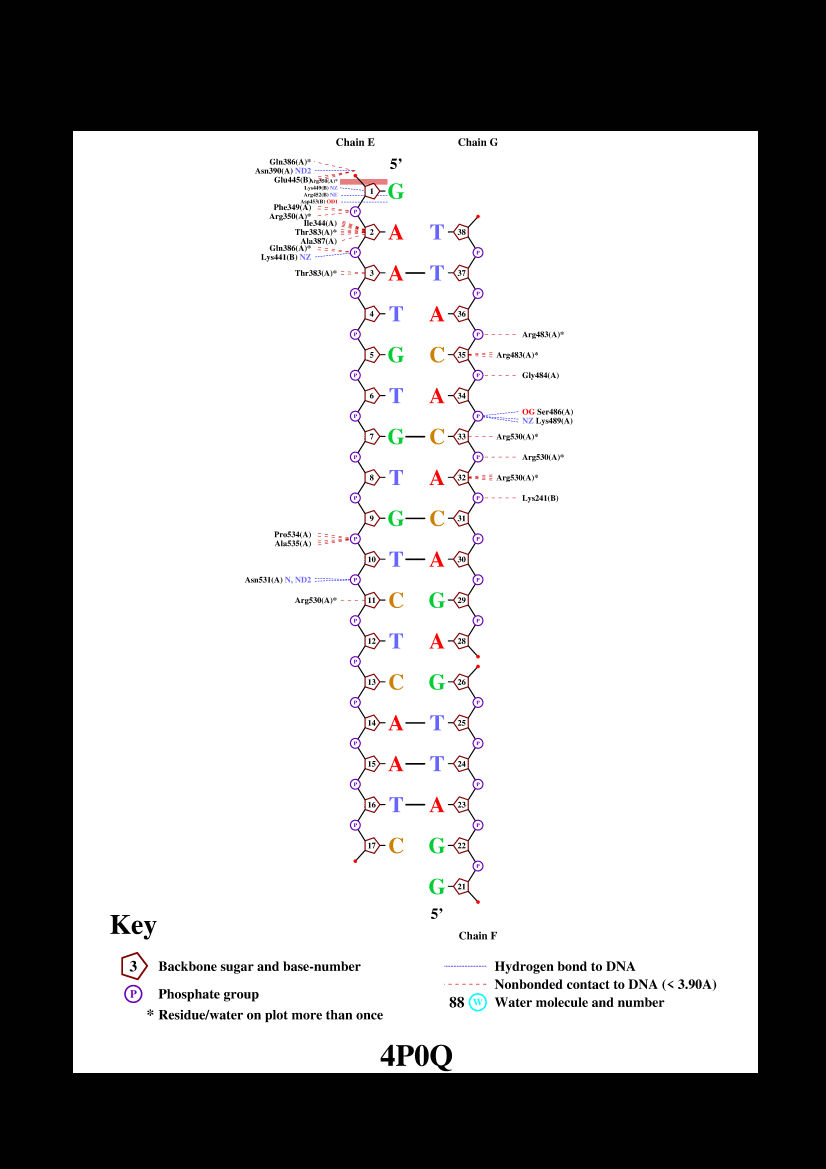 Chain E Chain G
5’
Gln386(A)*
Asn390(A) ND2
Glu445(B) Arg350(A)*
Lys449(B) NZ
1 G
Arg452(B) NE
Asp453(B) OD1
Phe349(A)
P
Arg350(A)*
Ile344(A)
Thr383(A)* 2 A T 38
Ala387(A)
Gln386(A)* P P
Lys441(B) NZ
Thr383(A)* 3 A T 37
P P
4 T A 36
P P Arg483(A)*
5 G C 35 Arg483(A)*
P P Gly484(A)
6 T A 34
OG Ser486(A)
P P
NZ Lys489(A)
7 G C 33 Arg530(A)*
P P Arg530(A)*
8 T A 32 Arg530(A)*
P P Lys241(B)
9 G C 31
Pro534(A)
P P
Ala535(A)
10 T A 30
Asn531(A) N, ND2 P P
Arg530(A)* 11 C G 29
P P
12 T A 28
P
13 C G 26
P P
14 A T 25
P P
15 A T 24
P P
16 T A 23
P P
17 C G 22
P
G 21
5’
Key
Chain F
3 Backbone sugar and base-number
P Phosphate group
* Residue/water on plot more than once
Hydrogen bond to DNA
Nonbonded contact to DNA (< 3.90A)
88 W Water molecule and number
4P0Q